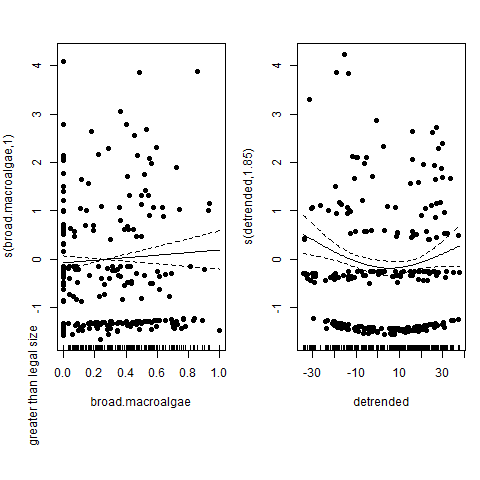 s(broad.macroalgae,1)
greater than legal size
4
3
2
1
0
-1
0.0 0.2 0.4 0.6 0.8 1.0
broad.macroalgae
s(detrended,1.85)
4
3
2
1
0
-1
-30 -10 10 30
detrended